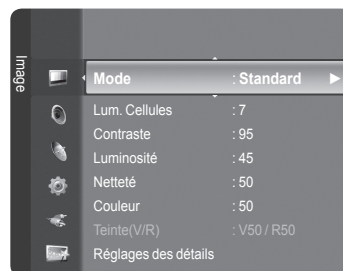 Image
Mode : Standard
Lum. Cellules : 7
Contraste : 95
Luminosité : 45
Netteté : 50
Couleur : 50
Teinte(V/R) : V50 / R50
Réglages des détails